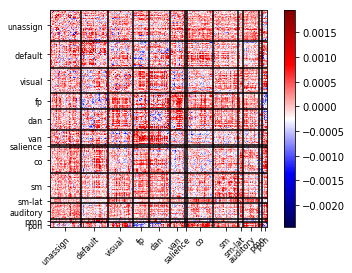 unassign
default
visual
fp
dan
van
salience
co
sm
sm-lat
auditory
pmn
pon
unassign
default
visual
fp
dan
van
salience
co
sm
sm-lat
auditory
0.0015
0.0010
0.0005
0.0000
−0.0005
−0.0010
−0.0015
−0.0020